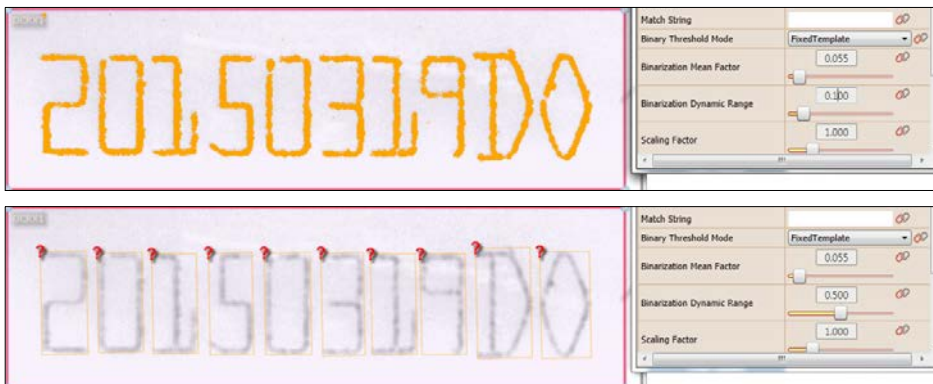 20150319DO
Match String
Binary Threshold Mode FixedTemplate
Binarization Mean Factor 0.055
Binarization Dynamic Range 0.100
Scaling Factor 1.000
? ? ? ? ? ? ? ? ? ?
20150319DO
Match String
Binary Threshold Mode FixedTemplate
Binarization Mean Factor 0.055
Binarization Dynamic Range 0.500
Scaling Factor 1.000